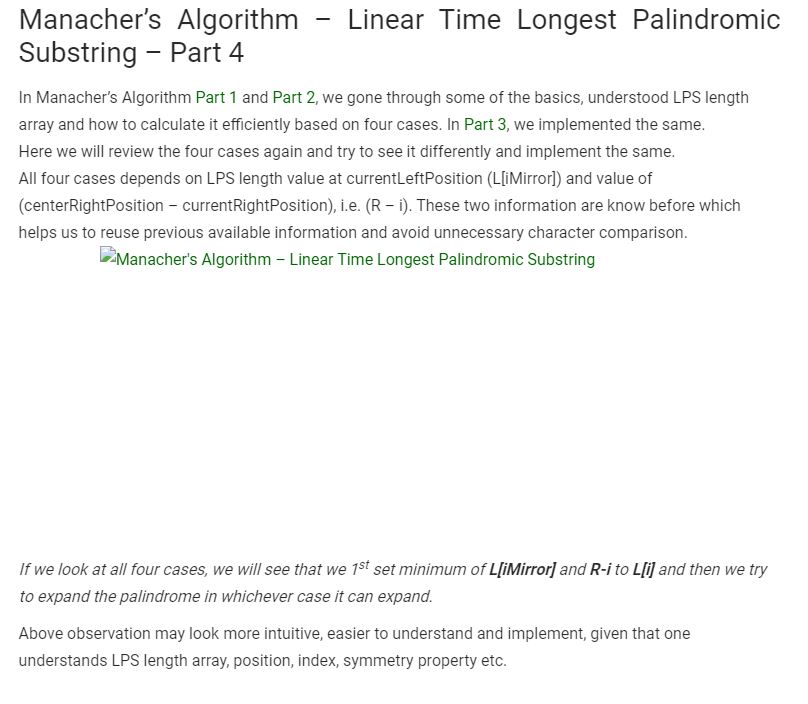 Manacher’s Algorithm – Linear Time Longest Palindromic
Substring – Part 4
In Manacher’s Algorithm Part 1 and Part 2, we gone through some of the basics, understood LPS length
array and how to calculate it efficiently based on four cases. In Part 3, we implemented the same.
Here we will review the four cases again and try to see it differently and implement the same.
All four cases depends on LPS length value at currentLeftPosition (L[iMirror]) and value of
(centerRightPosition – currentRightPosition), i.e. (R – i). These two information are know before which
helps us to reuse previous available information and avoid unnecessary character comparison.
Manacher's Algorithm – Linear Time Longest Palindromic Substring
If we look at all four cases, we will see that we 1st set minimum of L[iMirror] and R-i to L[i] and then we try
to expand the palindrome in whichever case it can expand.
Above observation may look more intuitive, easier to understand and implement, given that one
understands LPS length array, position, index, symmetry property etc.